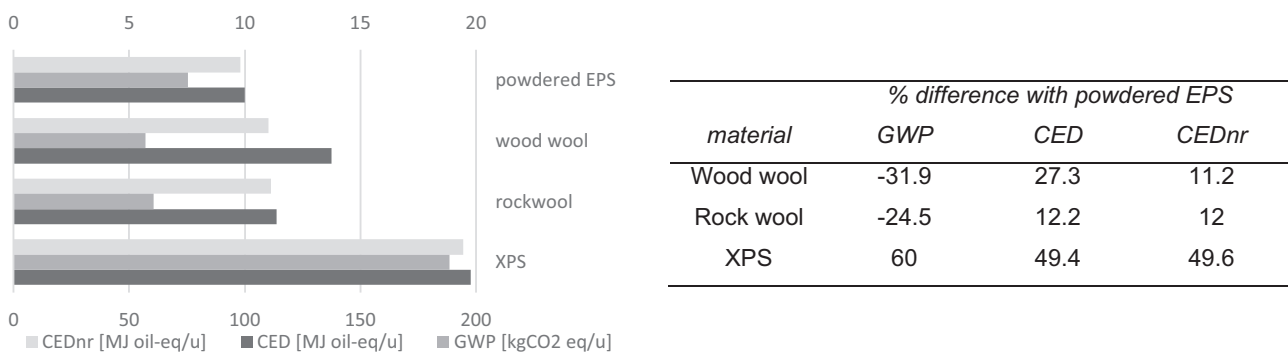 0 5 10 15 20
powdered EPS
wood wool
rockwool
XPS
0 50 100 150 200
CEDnr [MJ oil-eq/u] CED [MJ oil-eq/u] GWP [kgCO2 eq/u]
% difference with powdered EPS
material GWP CED CEDnr
Wood wool -31.9 27.3 11.2
Rock wool -24.5 12.2 12
XPS 60 49.4 49.6